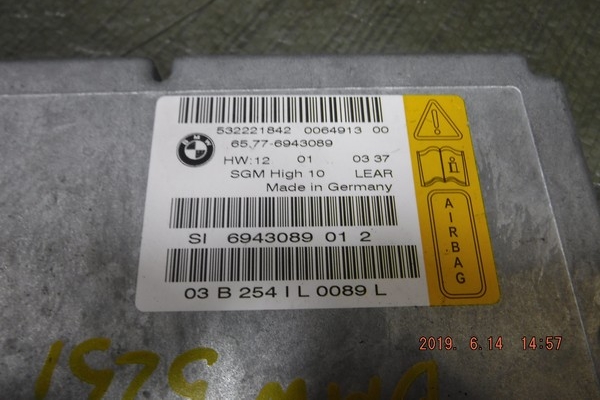 532221842 0064913 00
65.77-6943089
BMW
HW:12 01 03 37
SGM High 10 LEAR
Made in Germany
SI 6943089 01 2
03 B 254 I L 0089 L
AIRBAG
2019. 6.14 14:57
525i